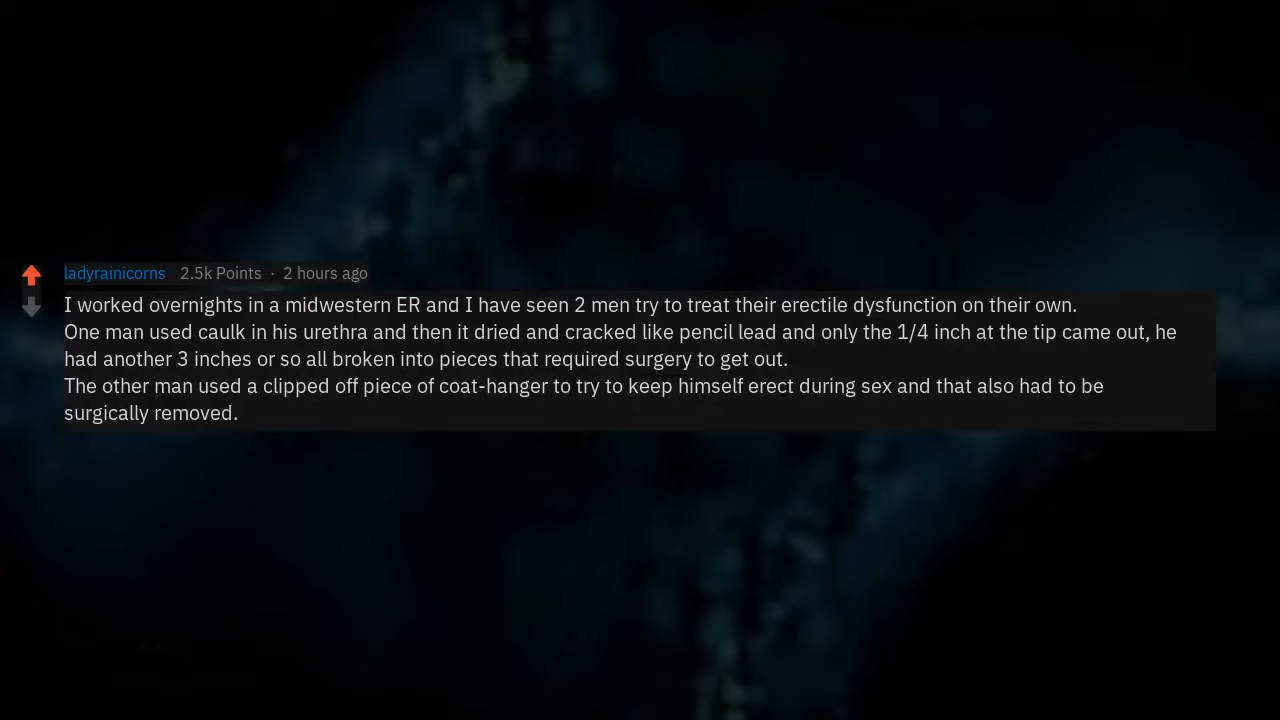 ladyrainicorns 2.5k Points · 2 hours ago
I worked overnights in a midwestern ER and I have seen 2 men try to treat their erectile dysfunction on their own.
One man used caulk in his urethra and then it dried and cracked like pencil lead and only the 1/4 inch at the tip came out, he
had another 3 inches or so all broken into pieces that required surgery to get out.
The other man used a clipped off piece of coat-hanger to try to keep himself erect during sex and that also had to be
surgically removed.